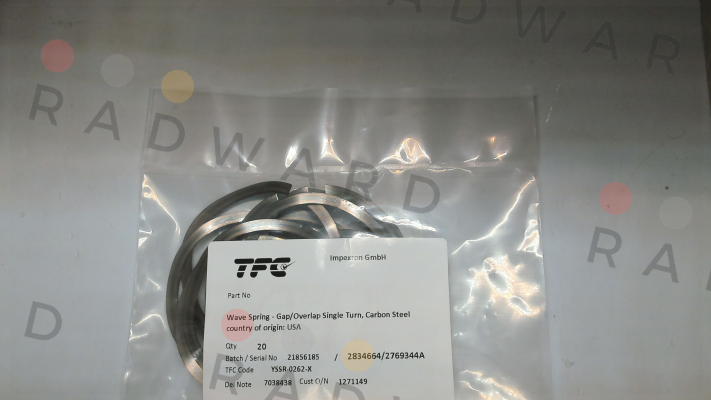 RADWARD
RADWAR
RADWARD
RA
D
TFC
Impexron GmbH
Part No
Wave Spring - Gap/Overlap Single Turn, Carbon Steel
country of origin: USA
Qty 20
Batch / Serial No 21856185 / 2834664/2769344A
TFC Code YSSR-0262-X
Del Note 7038438 Cust O/N 1271149